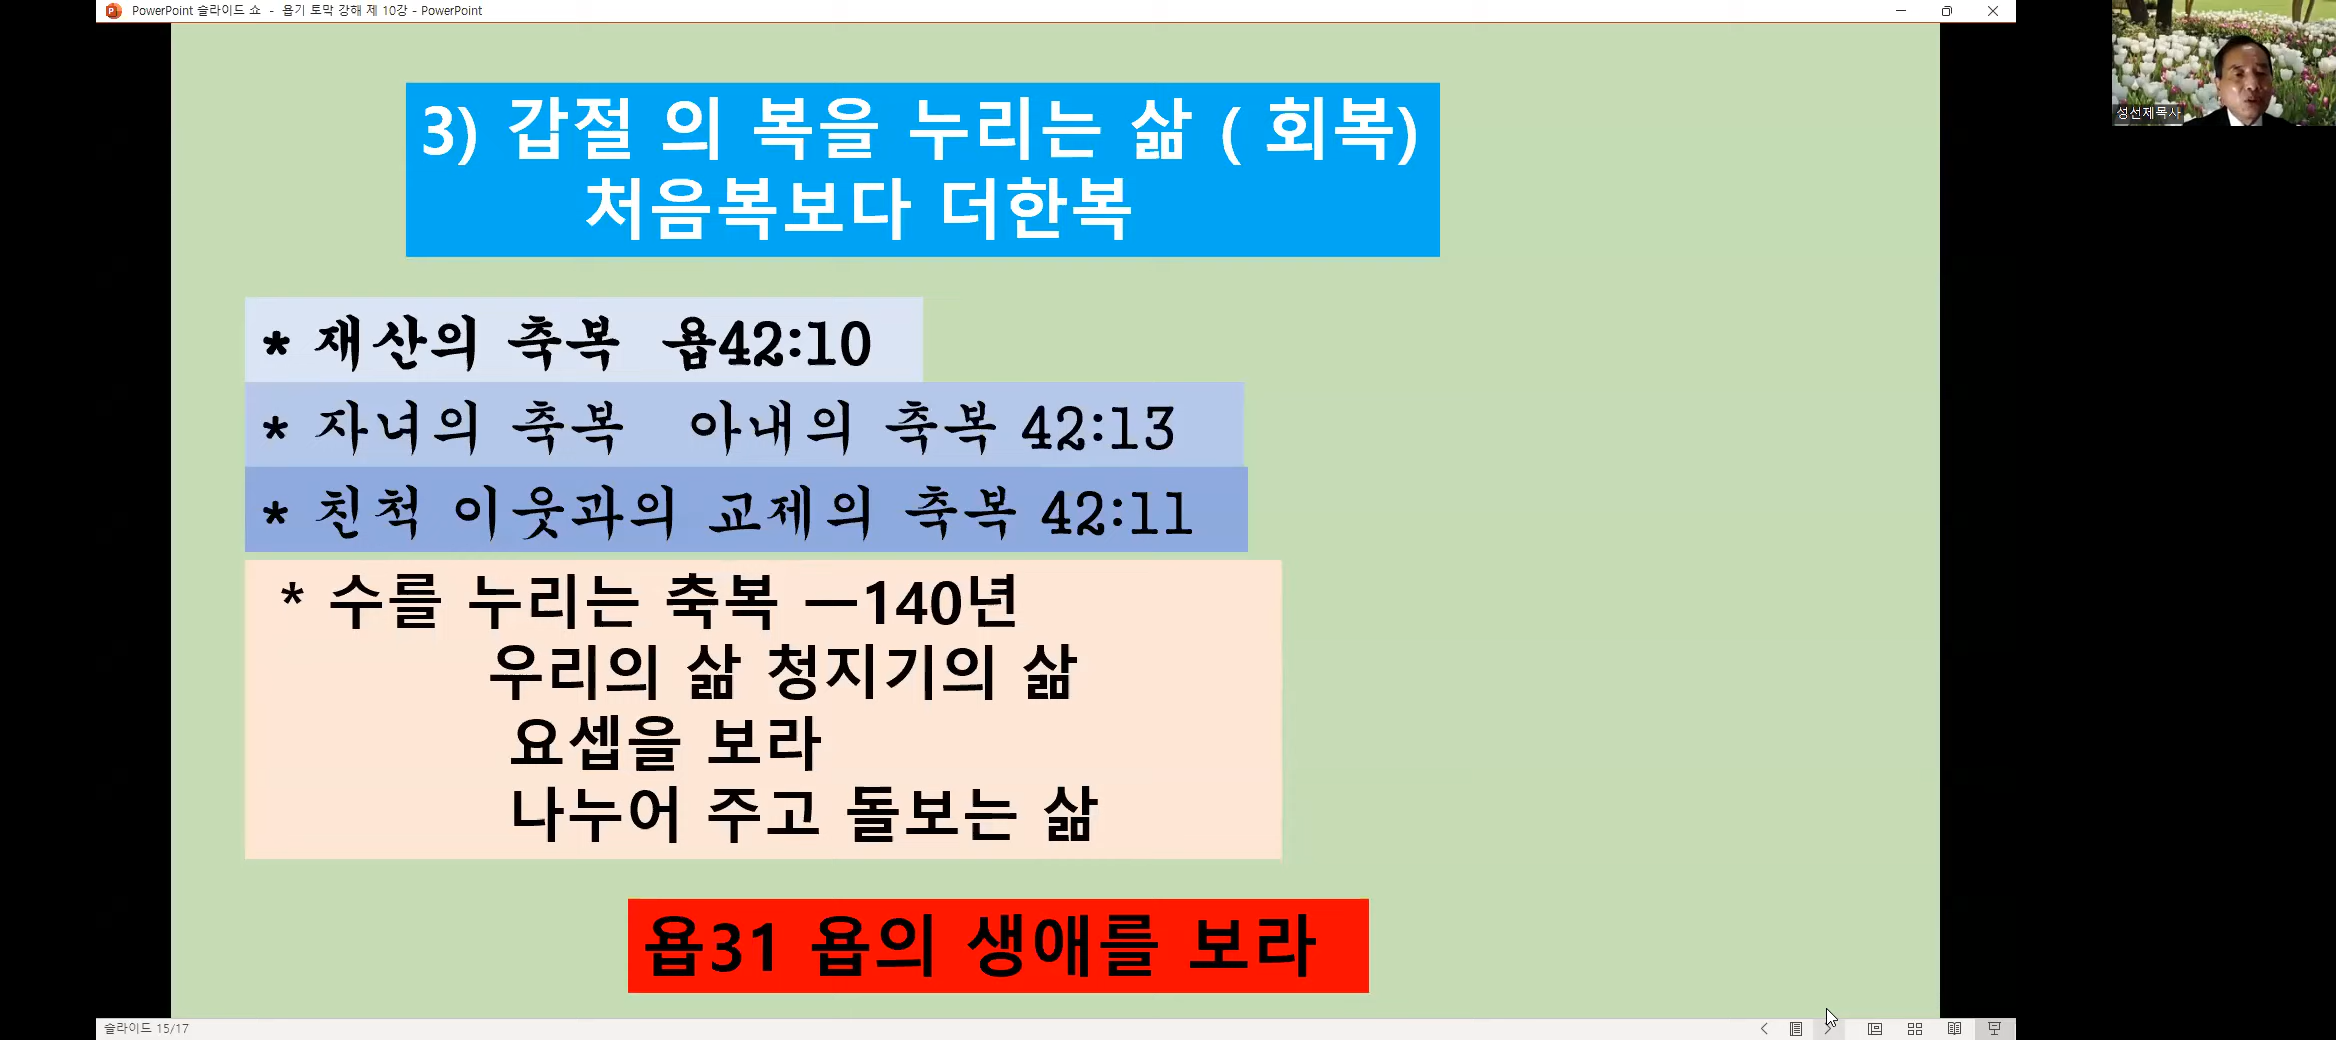 PowerPoint 슬라이드 쇼 - 욥기 토막 강해 제 10강 - PowerPoint
성선제목사
3) 갑절 의 복을 누리는 삶 ( 회복)
처음복보다 더한복
* 재산의 축복 욥42:10
* 자녀의 축복 아내의 축복 42:13
* 친척 이웃과의 교제의 축복 42:11
* 수를 누리는 축복 —140년
우리의 삶 청지기의 삶
요셉을 보라
나누어 주고 돌보는 삶
욥31 욥의 생애를 보라
슬라이드 15/17